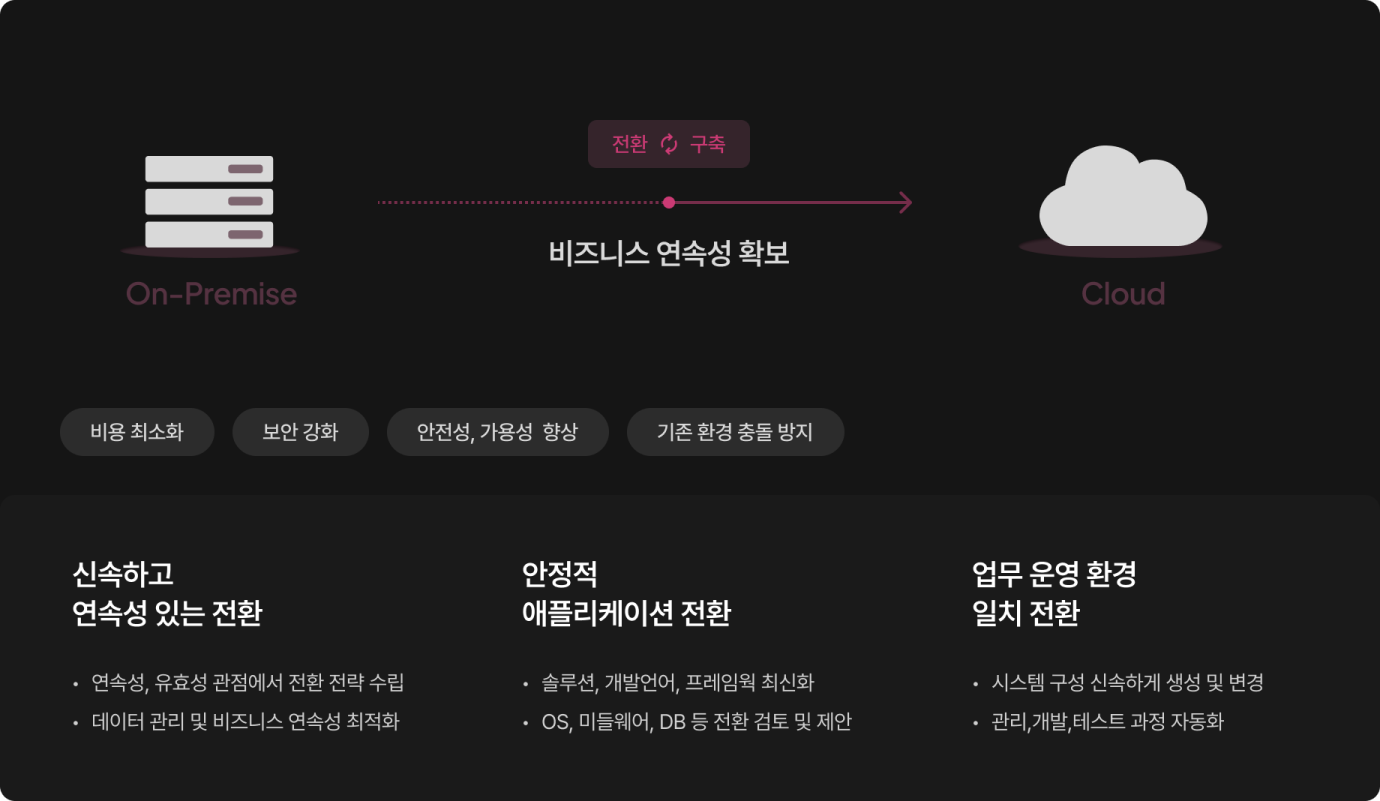 전환 구축
비즈니스 연속성 확보
On-Premise
Cloud
비용 최소화
보안 강화
안전성, 가용성 향상
기존 환경 충돌 방지
신속하고
연속성 있는 전환
• 연속성, 유효성 관점에서 전환 전략 수립
• 데이터 관리 및 비즈니스 연속성 최적화
안정적
애플리케이션 전환
• 솔루션, 개발언어, 프레임웍 최신화
• OS, 미들웨어, DB 등 전환 검토 및 제안
업무 운영 환경
일치 전환
• 시스템 구성 신속하게 생성 및 변경
• 관리,개발,테스트 과정 자동화